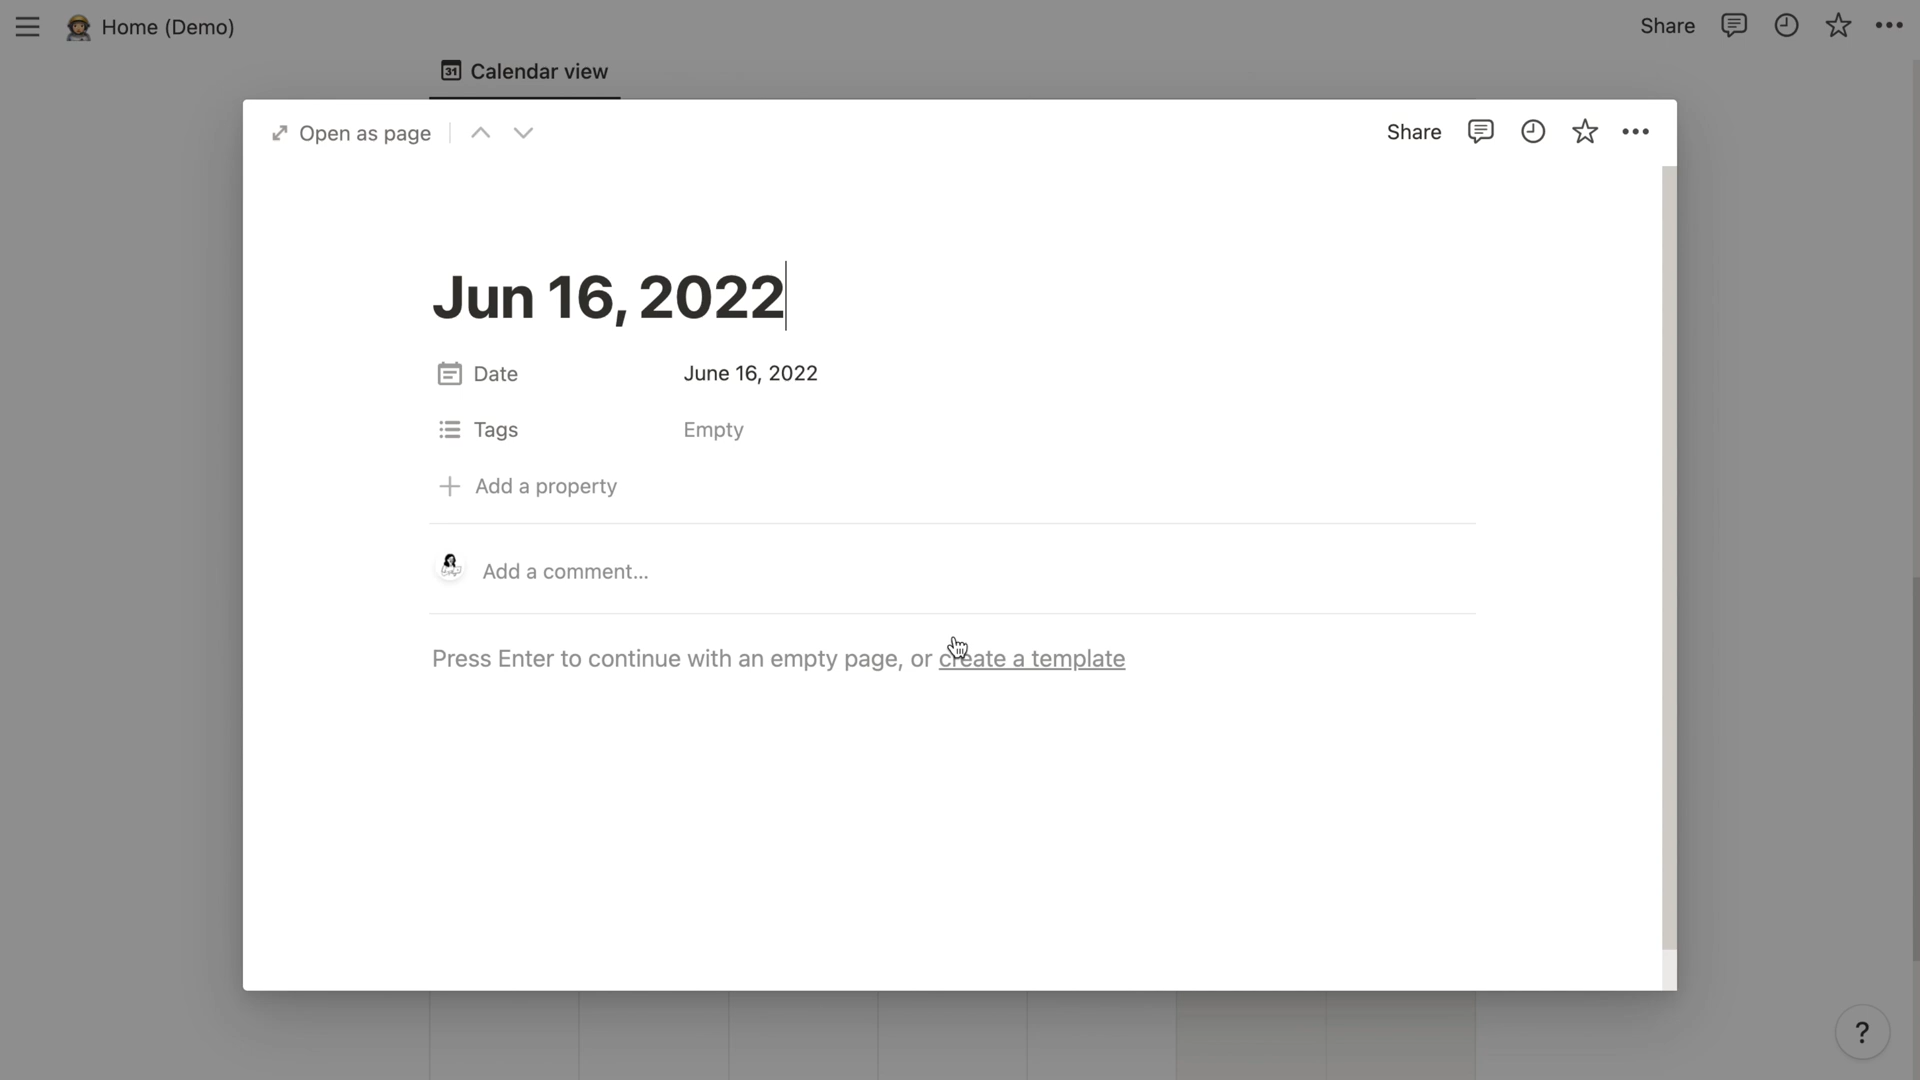 Home (Demo)
Share
31 Calendar view
Open as page
Share
Jun 16, 2022
Date June 16, 2022
Tags Empty
Add a property
Add a comment...
Press Enter to continue with an empty page, or create a template
?